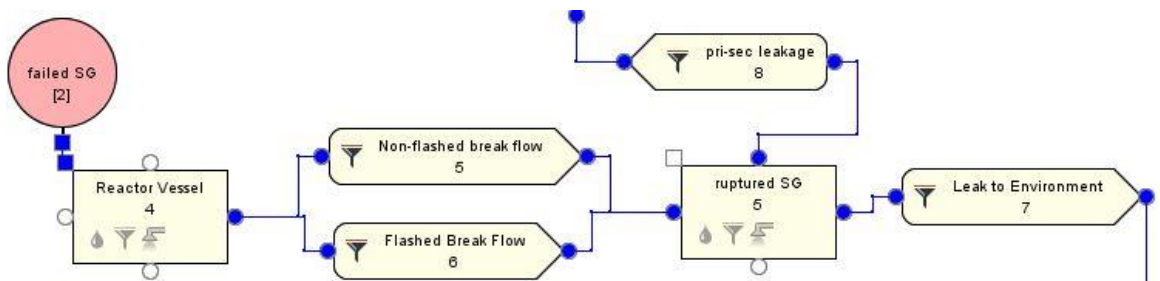 failed SG
[2]
pri-sec leakage
8
Non-flashed break flow
5
Reactor Vessel
4
ruptured SG
5
Leak to Environment
7
Flashed Break Flow
6